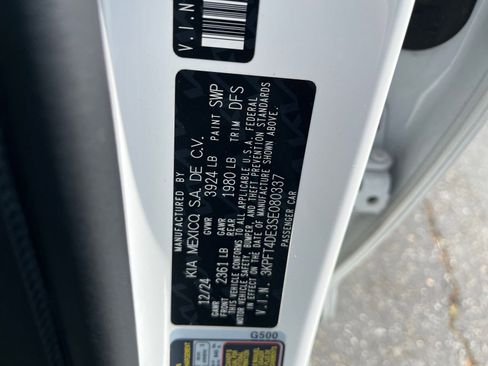 V.I.N
MANUFACTURED BY
KIA MEXICO, S.A. DE C.V.
12/24 GVWR 3924 LB PAINT SWP
GAWR FRONT 2361 LB GAWR REAR 1980 LB TRIM DFS
THIS VEHICLE CONFORMS TO ALL APPLICABLE U.S.A. FEDERAL
MOTOR VEHICLE SAFETY, BUMPER, AND THEFT PREVENTION STANDARDS
IN EFFECT ON THE DATE OF MANUFACTURE SHOWN ABOVE.
V.I.N. 3KPFT4DE3SE080337
PASSENGER CAR
G500